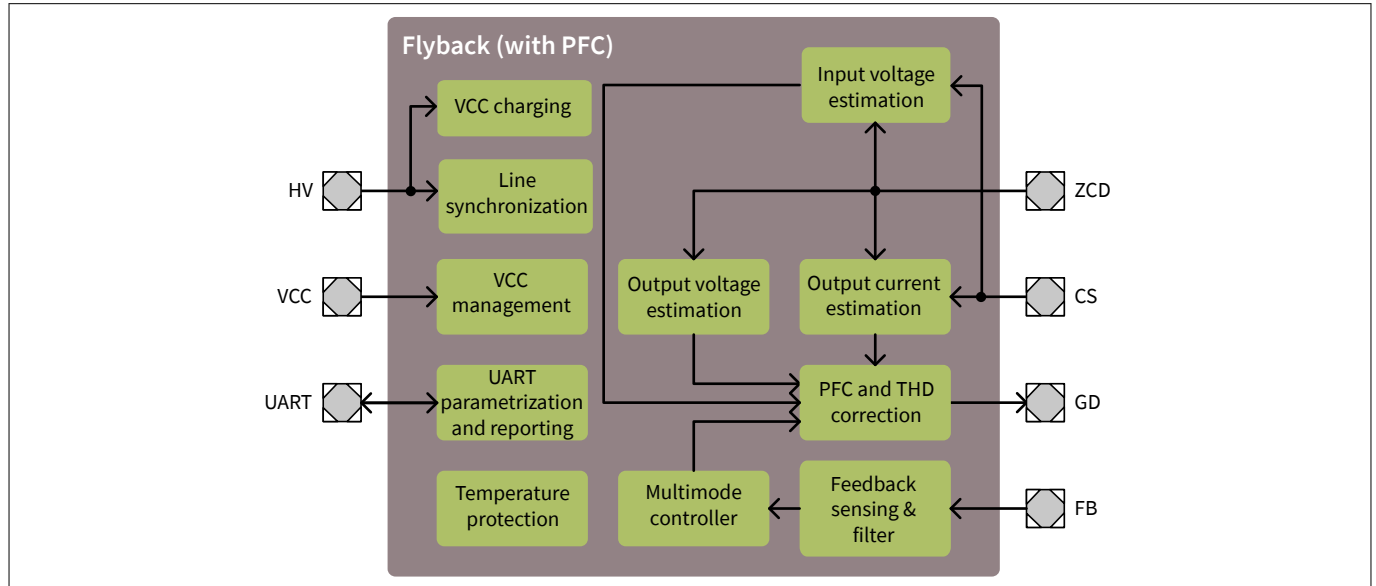 Flyback (with PFC)
Input voltage
estimation
VCC charging
HV
Line
synchronization
ZCD
VCC
VCC
management
Output voltage
estimation
Output current
estimation
CS
UART
UART
parametrization
and reporting
PFC and THD
correction
GD
Temperature
protection
Multimode
controller
Feedback
sensing &
filter
FB